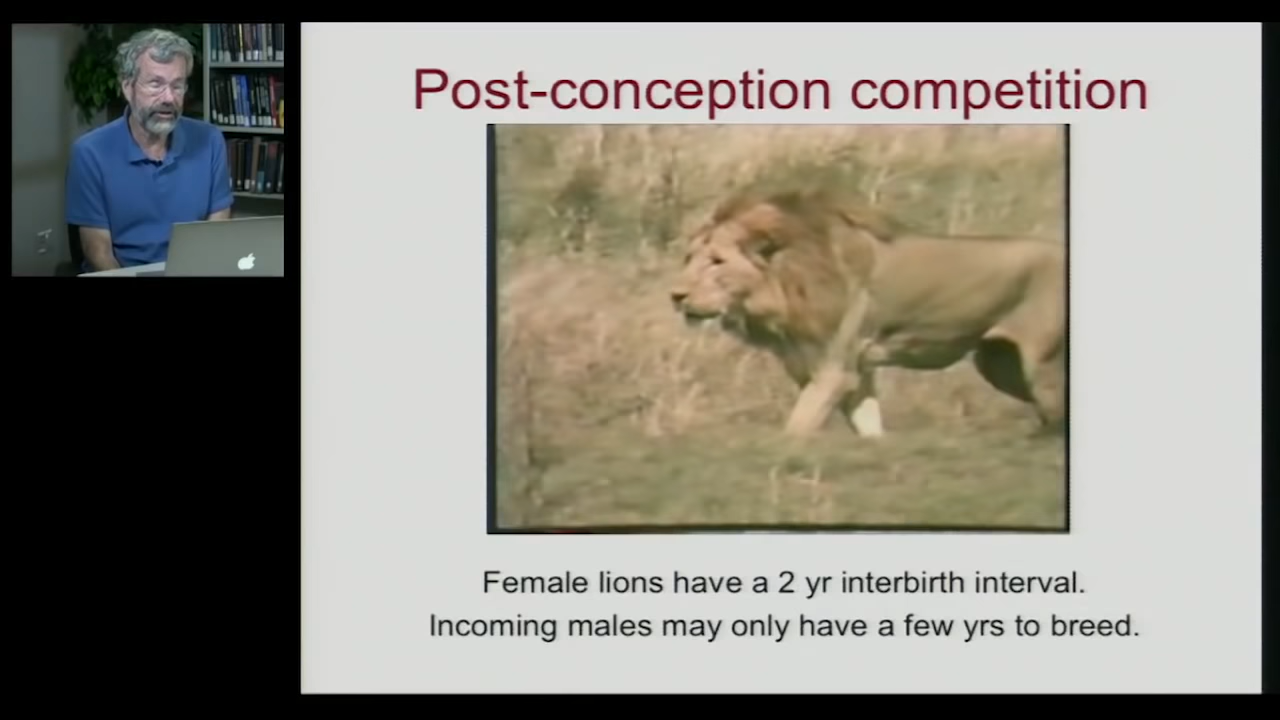 Post-conception competition
Female lions have a 2 yr interbirth interval.
Incoming males may only have a few yrs to breed.